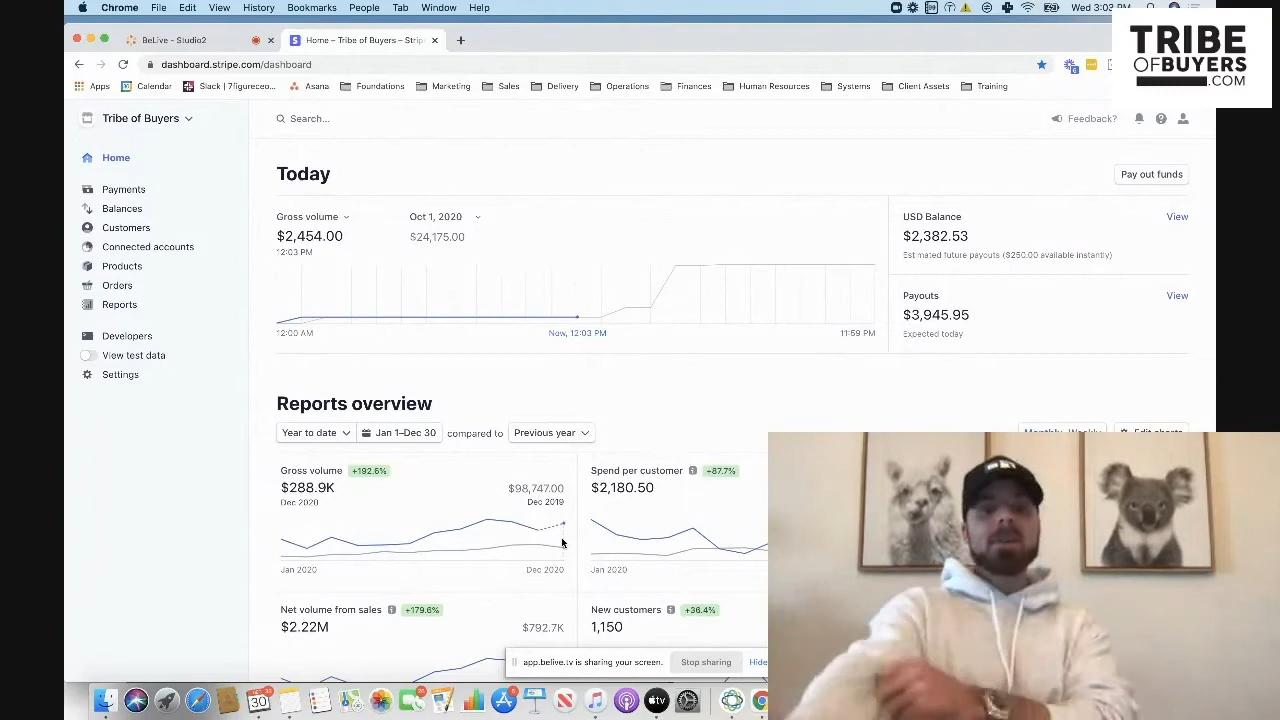 Chrome File Edit View History Bookmarks People Tab Window Help
Wed 3:03
BeLive - Studio2
Home – Tribe of Buyers – Strip
dashboard.stripe.com/dashboard
Apps Calendar Slack | 7figureceo... Asana Foundations Marketing Sales Delivery Operations Finances Human Resources Systems Client Assets Training
TRIBE
OFBUYERS
.COM
Tribe of Buyers
Search...
Feedback?
Home
Payments
Balances
Customers
Connected accounts
Products
Orders
Reports
Developers
View test data
Settings
Today
Pay out funds
Gross volume
Oct 1, 2020
$2,454.00
$24,175.00
12:03 PM
12:00 AM
Now, 12:03 PM
11:59 PM
USD Balance
View
$2,382.53
Estimated future payouts ($250.00 available instantly)
Payouts
View
$3,945.95
Expected today
Reports overview
Year to date
Jan 1–Dec 30
compared to
Previous year
Monthly Weekly
Edit charts
Gross volume +192.6%
$288.9K
$98,747.00
Dec 2020
Dec 2019
Jan 2020
Dec 2020
Spend per customer +87.7%
$2,180.50
Jan 2020
Net volume from sales +179.6%
$2.22M
$792.7K
New customers +36.4%
1,150
app.belive.tv is sharing your screen.
Stop sharing
Hide
30